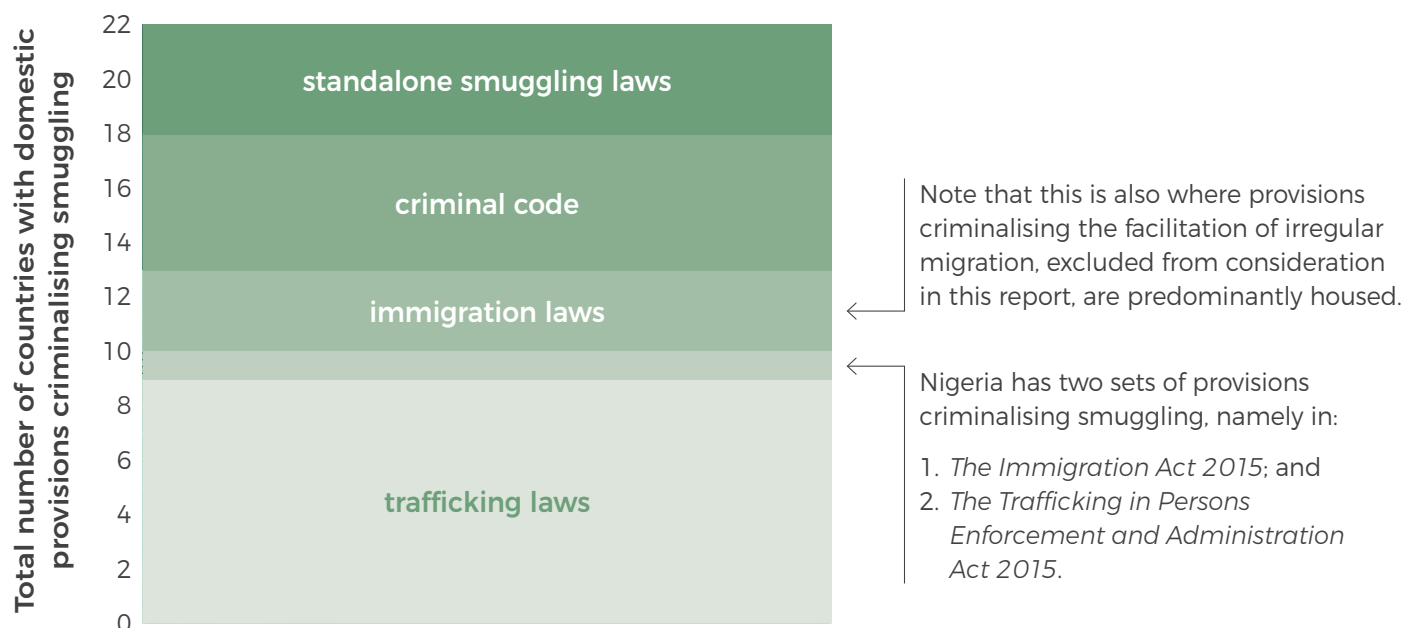 Total number of countries with domestic
provisions criminalising smuggling
22
20
18
16
14
12
10
8
6
4
2
0
standalone smuggling laws
criminal code
immigration laws
trafficking laws
Note that this is also where provisions
criminalising the facilitation of irregular
migration, excluded from consideration
in this report, are predominantly housed.
Nigeria has two sets of provisions
criminalising smuggling, namely in:
1. The Immigration Act 2015; and
2. The Trafficking in Persons
Enforcement and Administration
Act 2015.